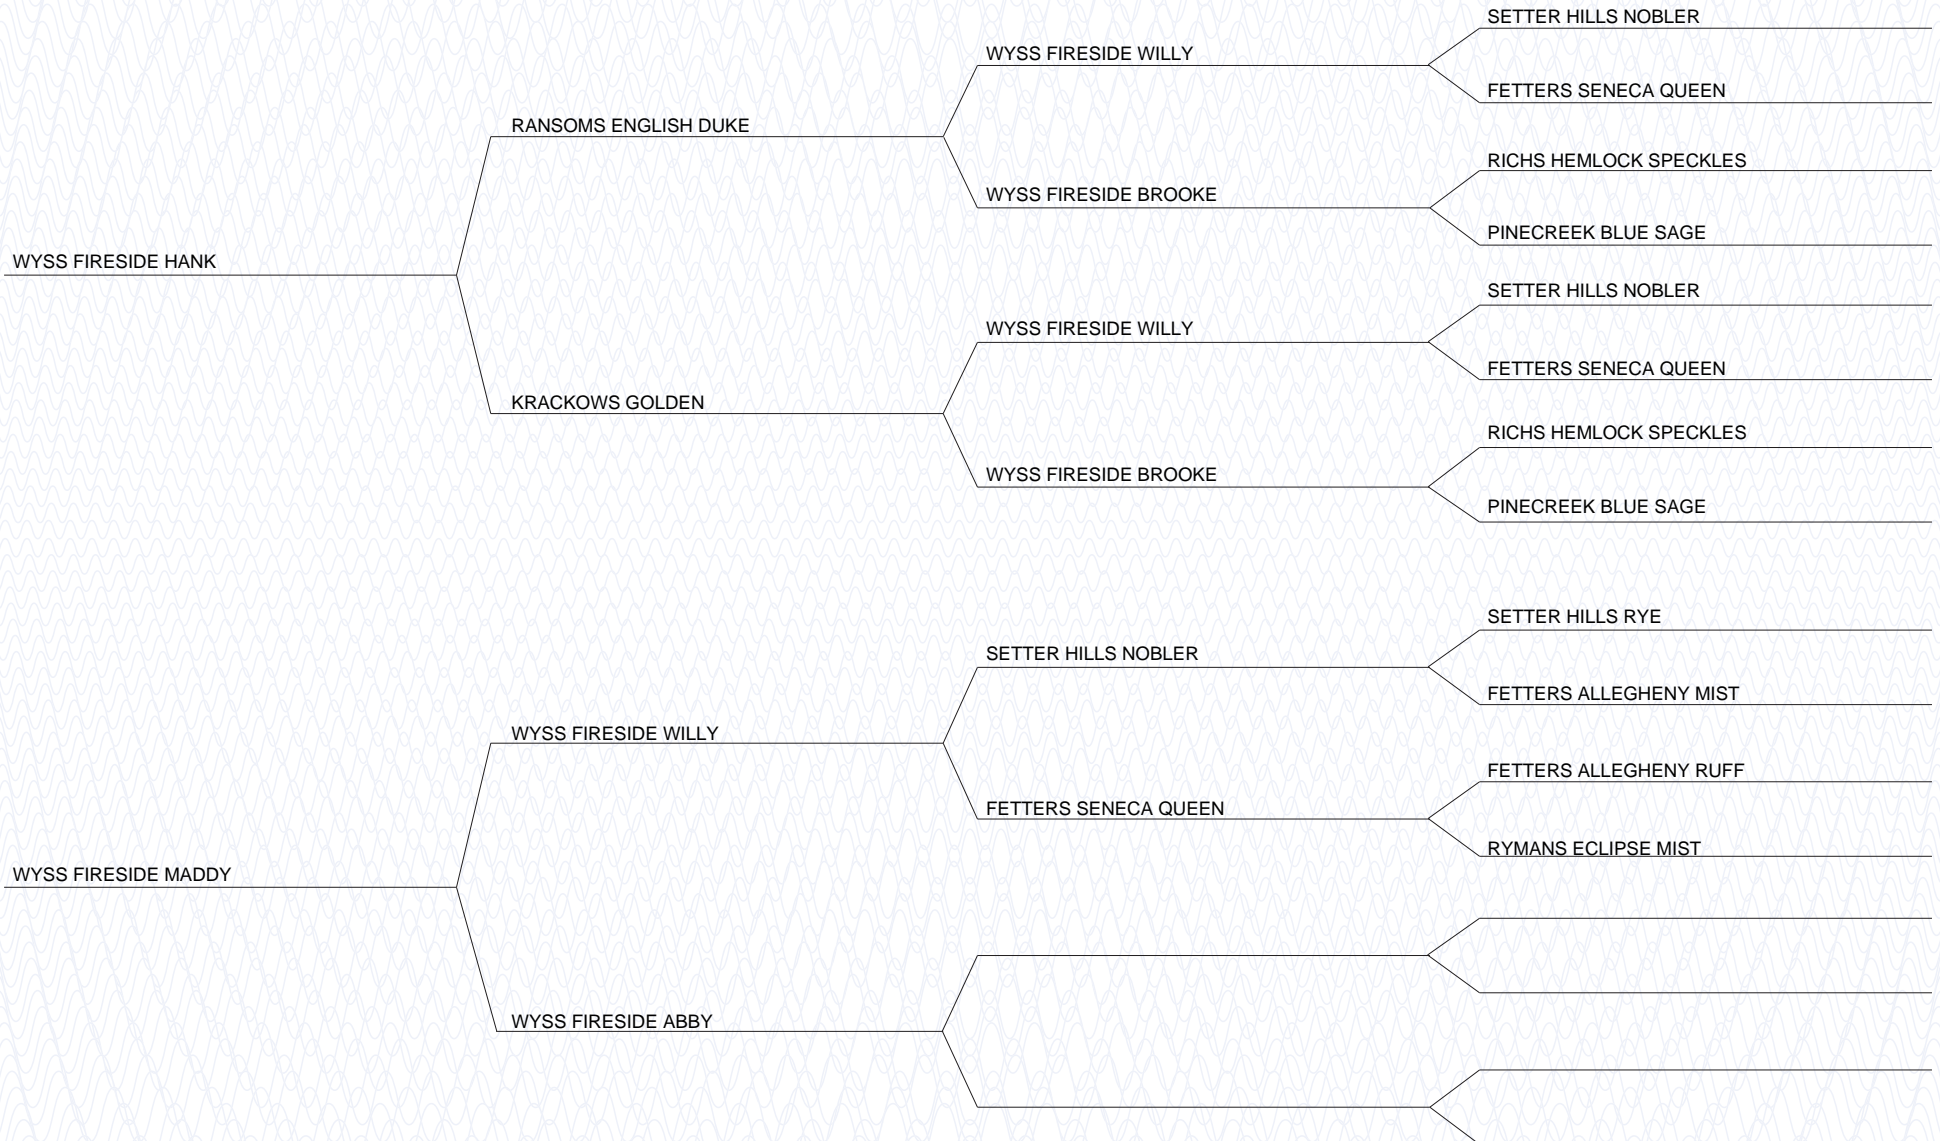 SETTER HILLS NOBLER
WYSS FIRESIDE WILLY
FETTERS SENECA QUEEN
RANSOMS ENGLISH DUKE
RICHS HEMLOCK SPECKLES
WYSS FIRESIDE BROOKE
PINECREEK BLUE SAGE
WYSS FIRESIDE HANK
SETTER HILLS NOBLER
WYSS FIRESIDE WILLY
FETTERS SENECA QUEEN
KRACKOWS GOLDEN
RICHS HEMLOCK SPECKLES
WYSS FIRESIDE BROOKE
PINECREEK BLUE SAGE
SETTER HILLS RYE
SETTER HILLS NOBLER
FETTERS ALLEGHENY MIST
WYSS FIRESIDE WILLY
FETTERS ALLEGHENY RUFF
FETTERS SENECA QUEEN
RYMANS ECLIPSE MIST
WYSS FIRESIDE MADDY
WYSS FIRESIDE ABBY